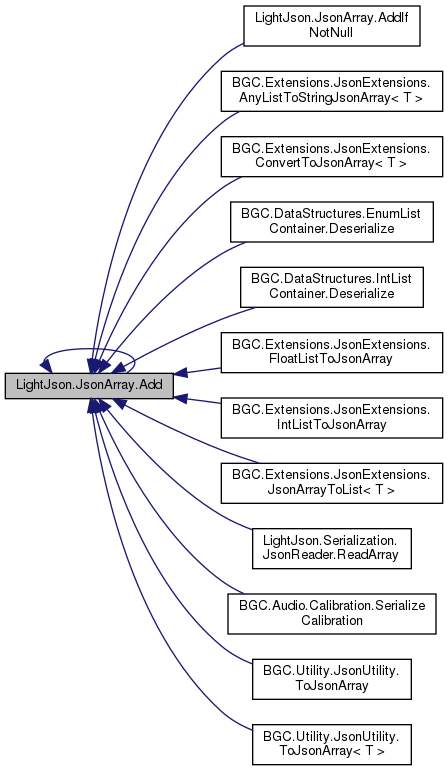 LightJson.JsonArray.AddIf
NotNull
BGC.Extensions.JsonExtensions.
AnyListToStringJsonArray< T >
BGC.Extensions.JsonExtensions.
ConvertToJsonArray< T >
BGC.DataStructures.EnumList
Container.Deserialize
BGC.DataStructures.IntList
Container.Deserialize
BGC.Extensions.JsonExtensions.
FloatListToJsonArray
LightJson.JsonArray.Add
BGC.Extensions.JsonExtensions.
IntListToJsonArray
BGC.Extensions.JsonExtensions.
JsonArrayToList< T >
LightJson.Serialization.
JsonReader.ReadArray
BGC.Audio.Calibration.Serialize
Calibration
BGC.Utility.JsonUtility.
ToJsonArray
BGC.Utility.JsonUtility.
ToJsonArray< T >